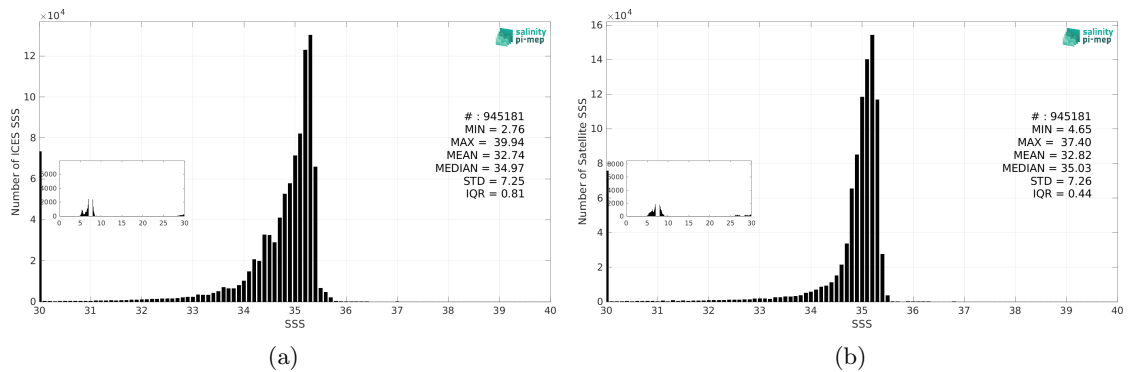 ×10⁴
salinity
pi-mep
12
10
8
6
4
2
0
Number of ICES SSS
# : 945181
MIN = 2.76
MAX = 39.94
MEAN = 32.74
MEDIAN = 34.97
STD = 7.25
IQR = 0.81
6000
4000
2000
0
0 5 10 15 20 25 30
30 31 32 33 34 35 36 37 38 39 40
SSS
(a)
×10⁴
salinity
pi-mep
16
14
12
10
8
6
4
2
0
Number of Satellite SSS
# : 945181
MIN = 4.65
MAX = 37.40
MEAN = 32.82
MEDIAN = 35.03
STD = 7.26
IQR = 0.44
8000
6000
4000
2000
0
0 5 10 15 20 25 30
30 31 32 33 34 35 36 37 38 39 40
SSS
(b)